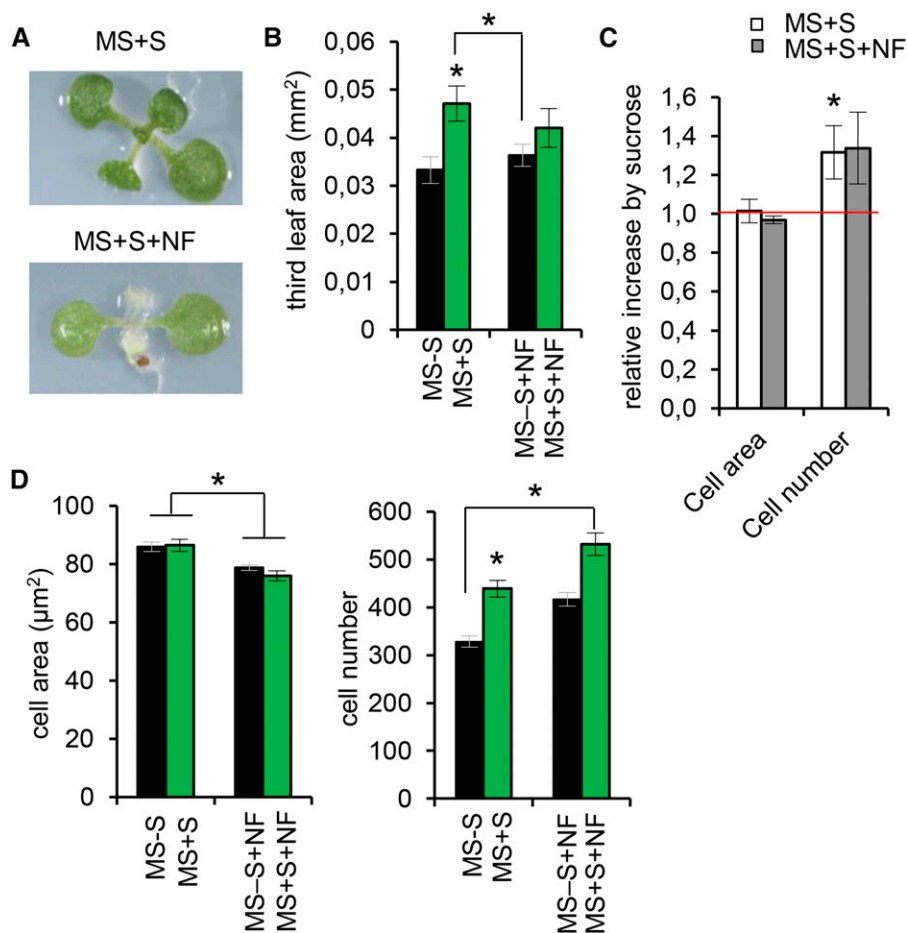 A
MS+S
MS+S+NF
B
third leaf area (mm²)
0,06
0,05
0,04
0,03
0,02
0,01
0
*
*
MS-S
MS+S
MS–S+NF
MS+S+NF
C
MS+S
MS+S+NF
relative increase by sucrose
1,6
1,4
1,2
1,0
0,8
0,6
0,4
0,2
0,0
*
Cell area
Cell number
D
cell area (µm²)
100
80
60
40
20
0
*
MS-S
MS+S
MS–S+NF
MS+S+NF
cell number
600
500
400
300
200
100
0
*
*
MS-S
MS+S
MS–S+NF
MS+S+NF